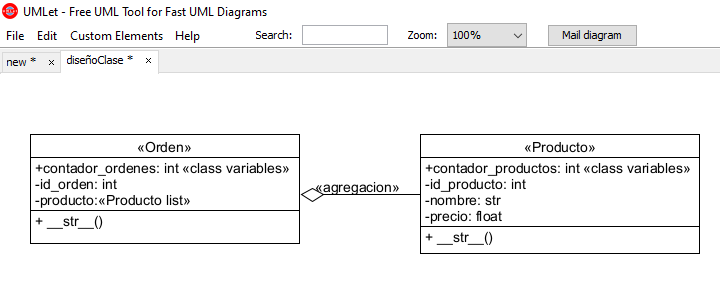 UMLet - Free UML Tool for Fast UML Diagrams
File Edit Custom Elements Help Search: Zoom: 100% Mail diagram
new * × diseñoClase * ×
«Orden»
+contador_ordenes: int «class variables»
-id_orden: int
-producto:«Producto list»
+ __str__()
«agregacion»
«Producto»
+contador_productos: int «class variables»
-id_producto: int
-nombre: str
-precio: float
+ __str__()